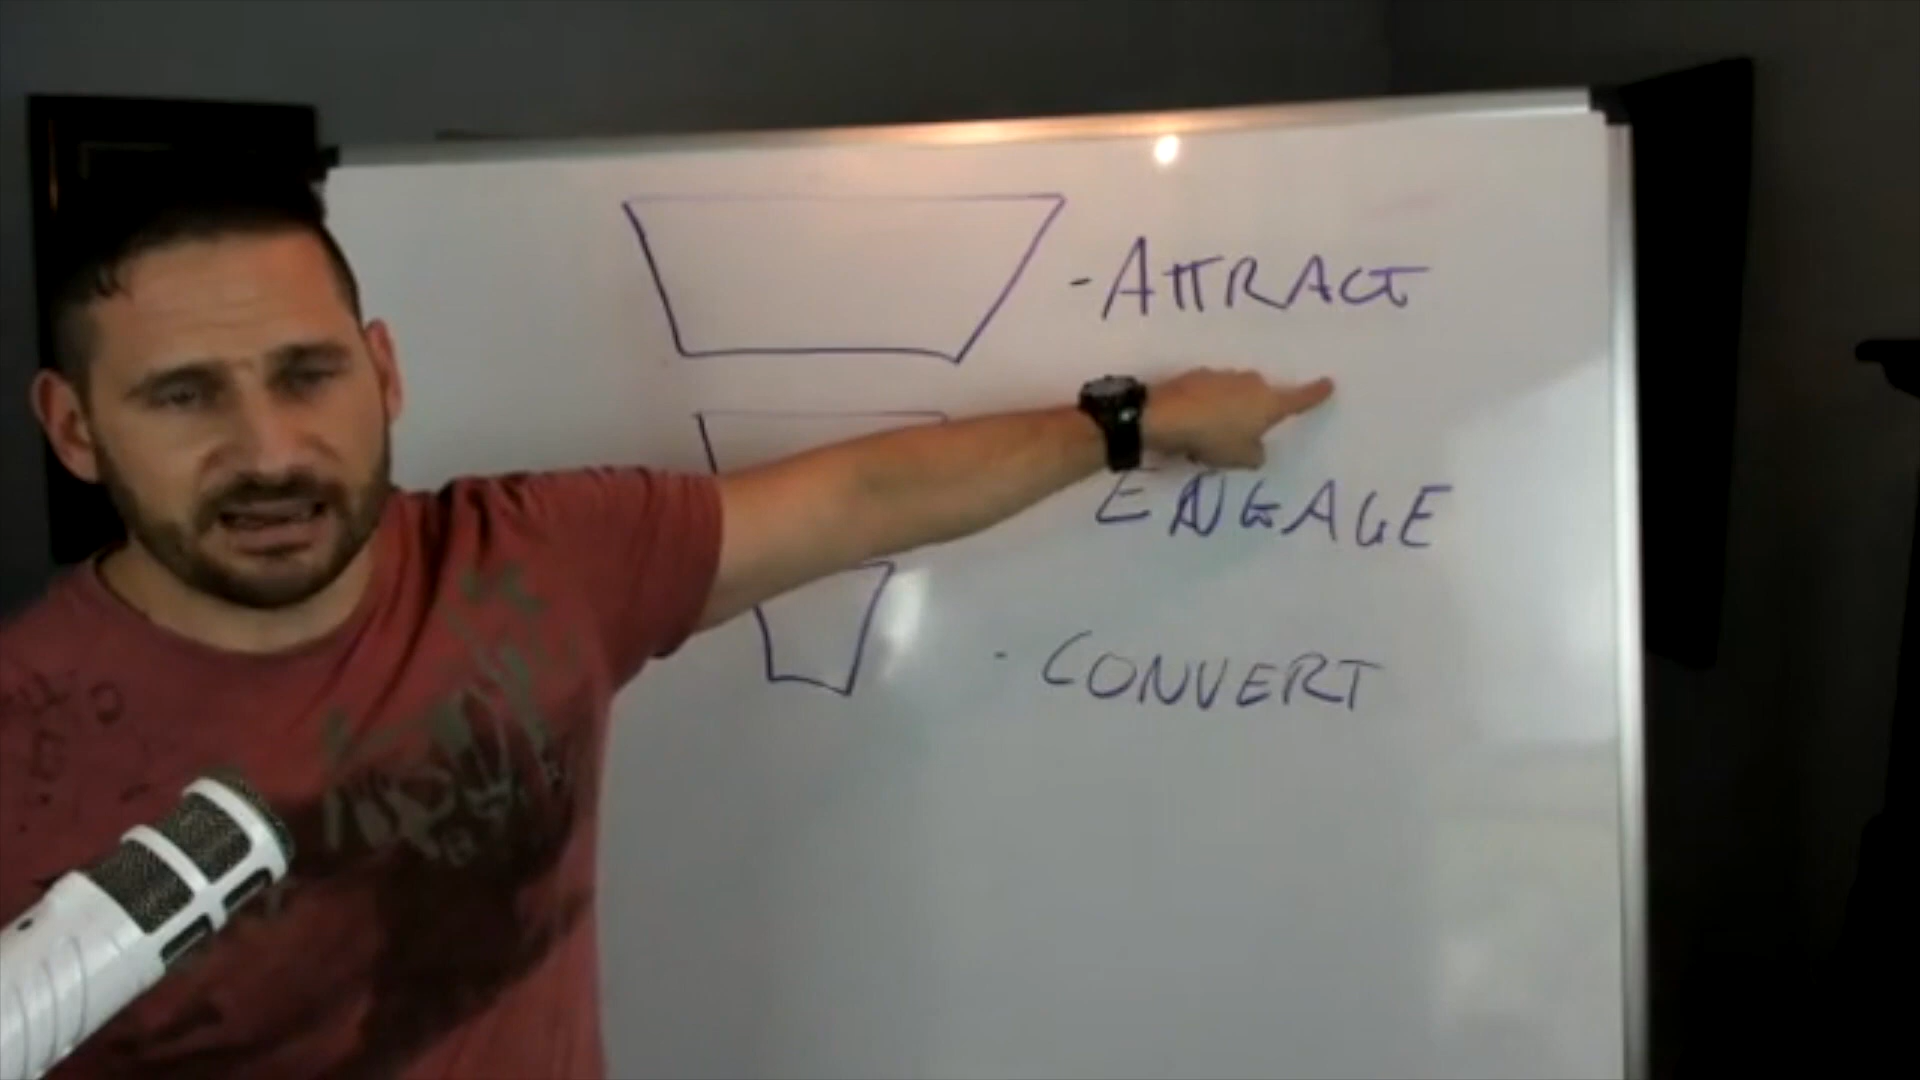 - ATTRACT
ENGAGE
- CONVERT